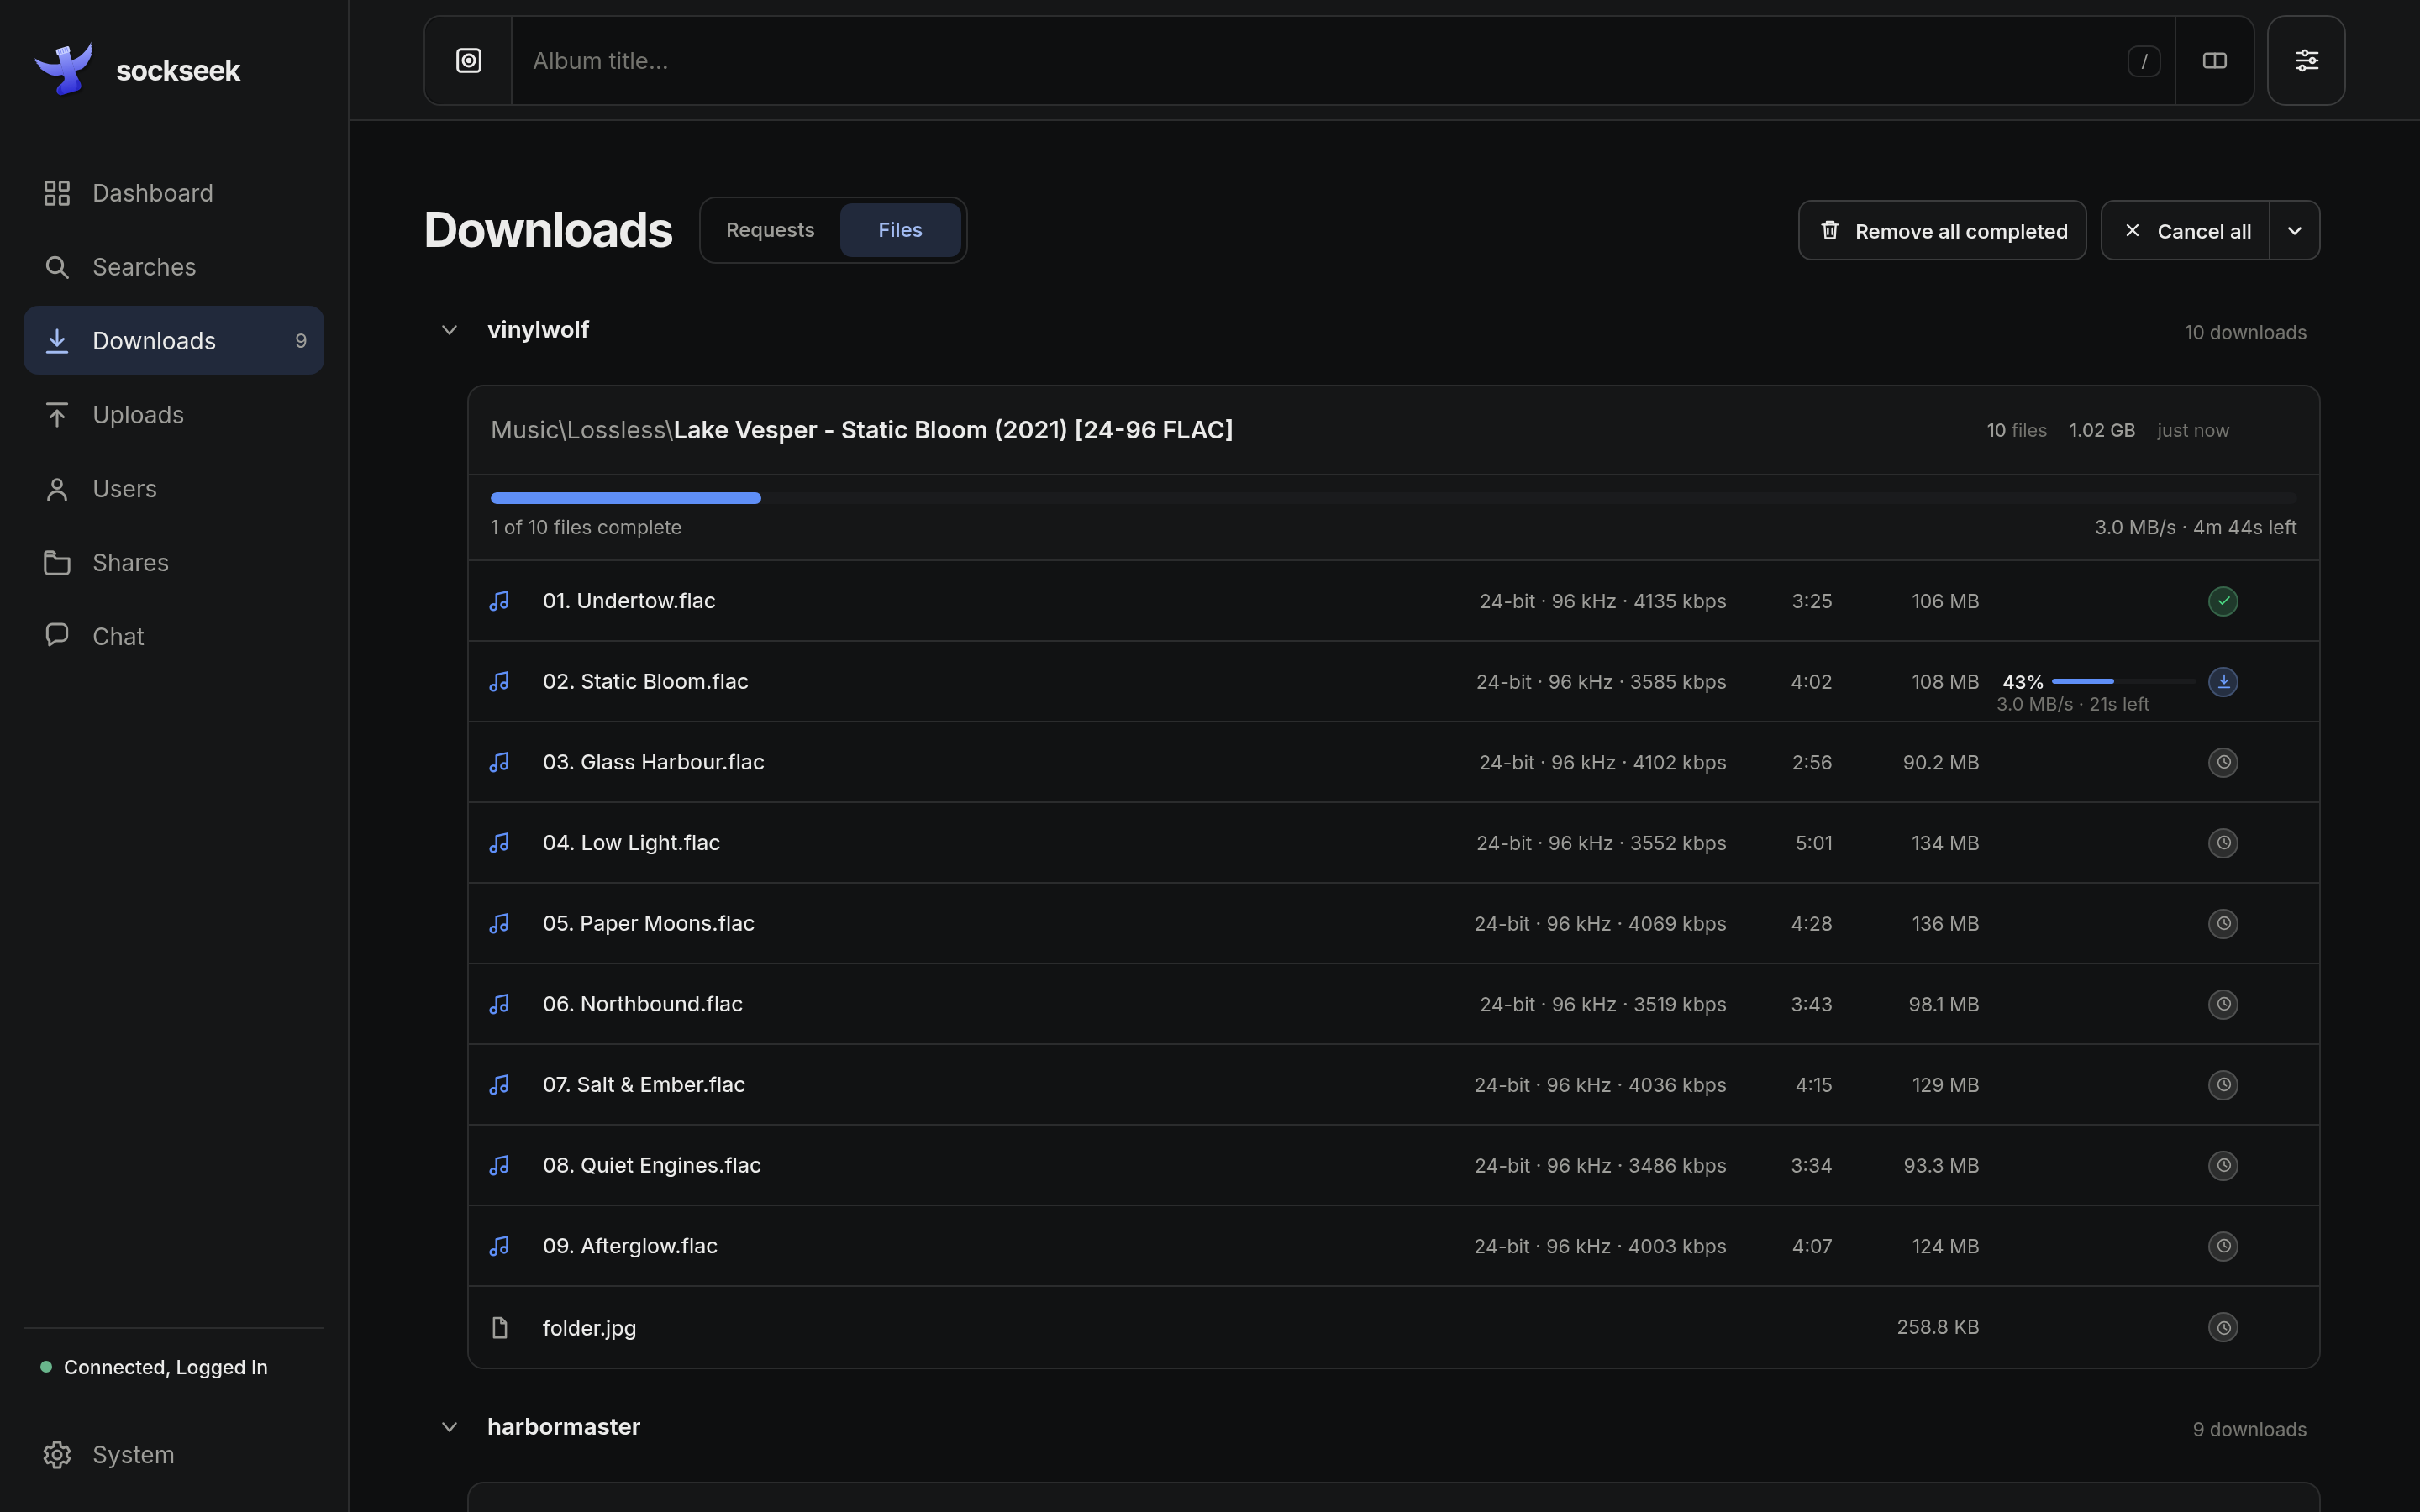 sockseek
Album title...
/
Dashboard
Searches
Downloads 9
Uploads
Users
Shares
Chat
Connected, Logged In
System
Downloads
Requests Files
Remove all completed
Cancel all
vinylwolf 10 downloads
Music\Lossless\Lake Vesper - Static Bloom (2021) [24-96 FLAC] 10 files 1.02 GB just now
1 of 10 files complete 3.0 MB/s · 4m 44s left
01. Undertow.flac 24-bit · 96 kHz · 4135 kbps 3:25 106 MB
02. Static Bloom.flac 24-bit · 96 kHz · 3585 kbps 4:02 108 MB 43%
3.0 MB/s · 21s left
03. Glass Harbour.flac 24-bit · 96 kHz · 4102 kbps 2:56 90.2 MB
04. Low Light.flac 24-bit · 96 kHz · 3552 kbps 5:01 134 MB
05. Paper Moons.flac 24-bit · 96 kHz · 4069 kbps 4:28 136 MB
06. Northbound.flac 24-bit · 96 kHz · 3519 kbps 3:43 98.1 MB
07. Salt & Ember.flac 24-bit · 96 kHz · 4036 kbps 4:15 129 MB
08. Quiet Engines.flac 24-bit · 96 kHz · 3486 kbps 3:34 93.3 MB
09. Afterglow.flac 24-bit · 96 kHz · 4003 kbps 4:07 124 MB
folder.jpg 258.8 KB
harbormaster 9 downloads